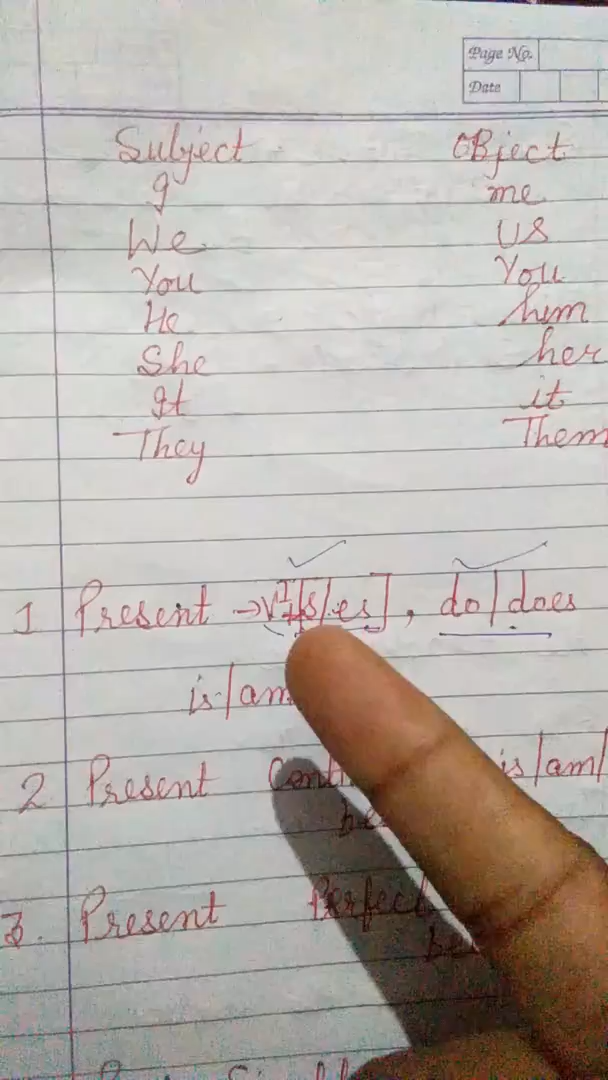 Page No.
Date
Subject OBject
I me
We us
You You
He him
She her
It it
They Them
1 Present → V¹+[s/es], do/does
is/am
2 Present is/am/
3. Present Perfect